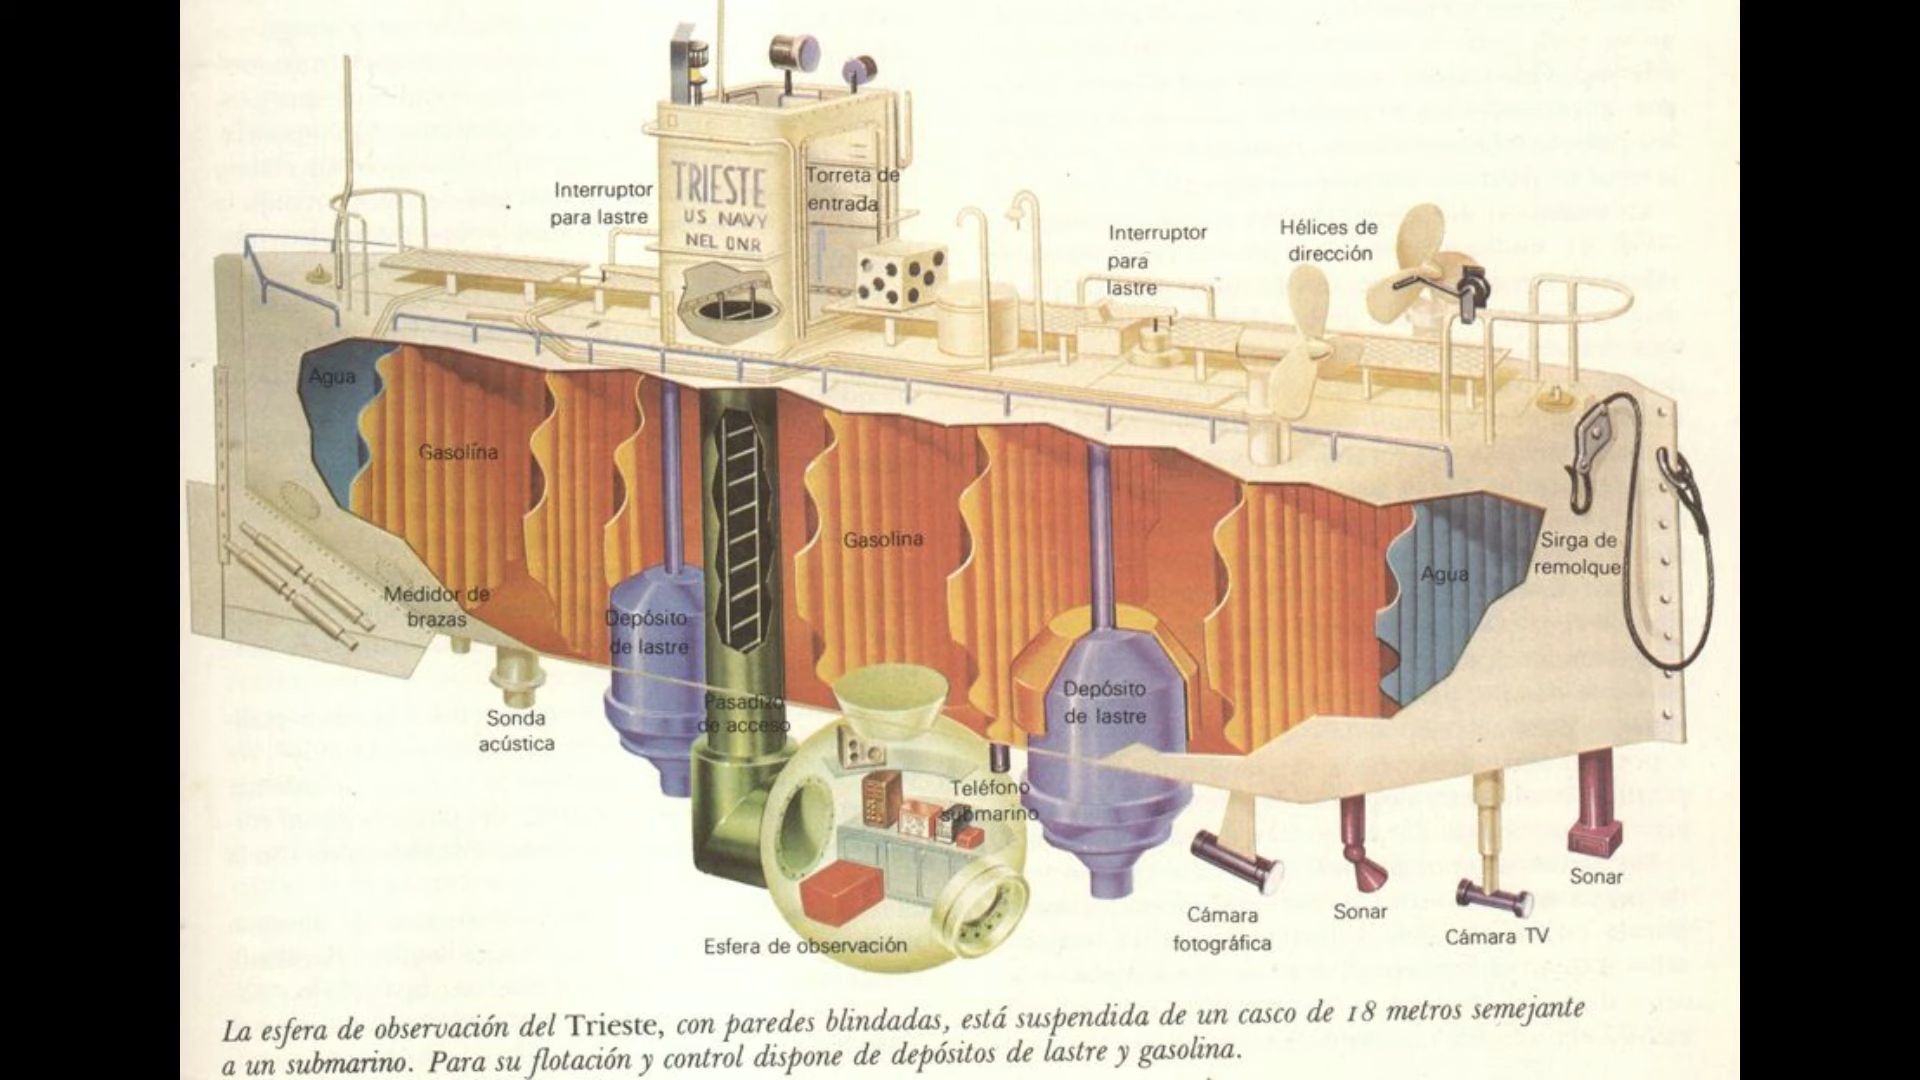 TRIESTE
US NAVY
NEL ONR
Interruptor
para lastre
Torreta de
entrada
Interruptor
para
lastre
Hélices de
dirección
Agua
Gasolina
Gasolina
Agua
Sirga de
remolque
Medidor de
brazas
Depósito
de lastre
Depósito
de lastre
Pasadizo
de acceso
Sonda
acústica
Teléfono
submarino
Esfera de observación
Cámara
fotográfica
Sonar
Cámara TV
Sonar
La esfera de observación del Trieste, con paredes blindadas, está suspendida de un casco de 18 metros semejante
a un submarino. Para su flotación y control dispone de depósitos de lastre y gasolina.